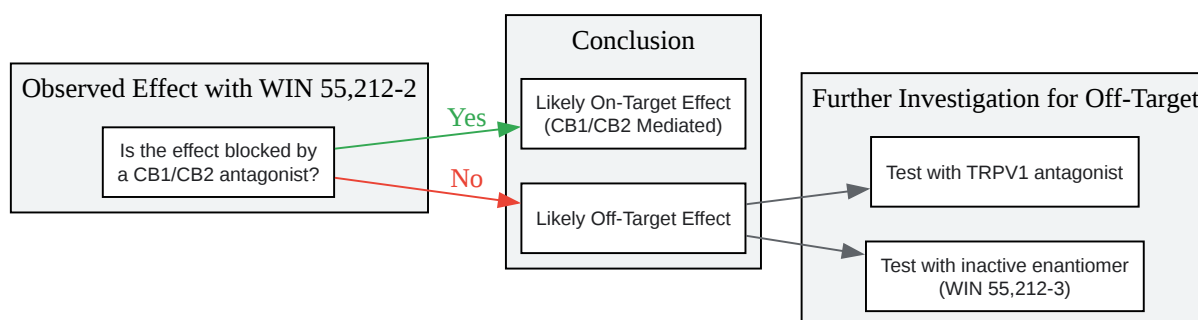 Observed Effect with WIN 55,212-2
Is the effect blocked by
a CB1/CB2 antagonist?
Yes
No
Conclusion
Likely On-Target Effect
(CB1/CB2 Mediated)
Likely Off-Target Effect
Further Investigation for Off-Target
Test with TRPV1 antagonist
Test with inactive enantiomer
(WIN 55,212-3)